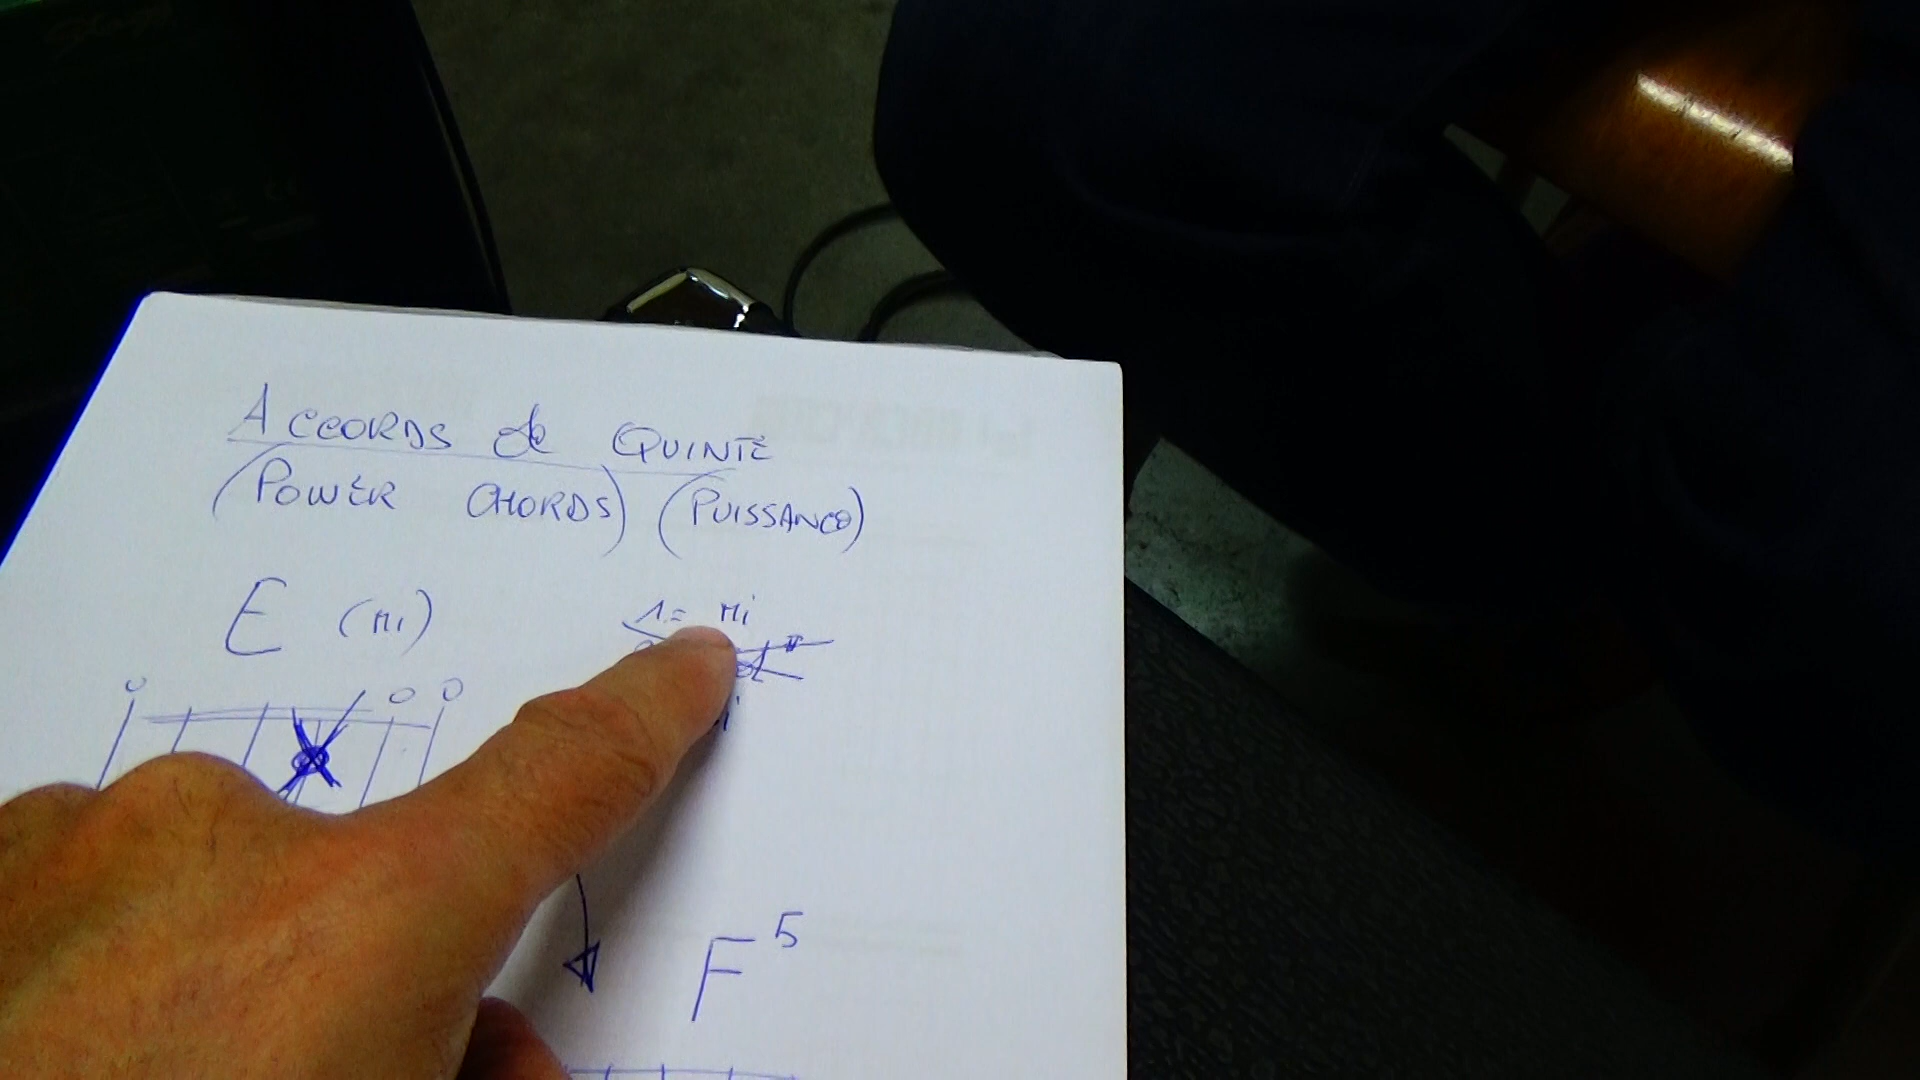 ACCORDS de QUINTE
(POWER CHORDS) (PUISSANCE)
E (Mi)
1 = Mi
O O O
F5